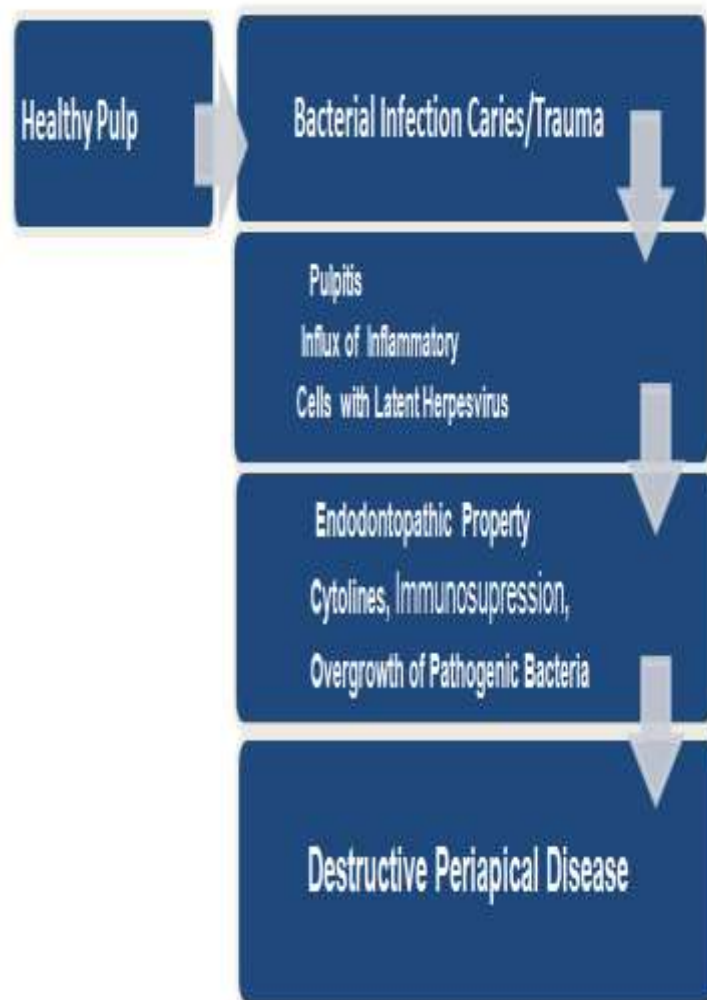 Healthy Pulp
Bacterial Infection Caries/Trauma
Pulpitis
Influx of Inflammatory
Cells with Latent Herpesvirus
Endodontopathic Property
Cytolines, Immunosupression,
Overgrowth of Pathogenic Bacteria
Destructive Periapical Disease